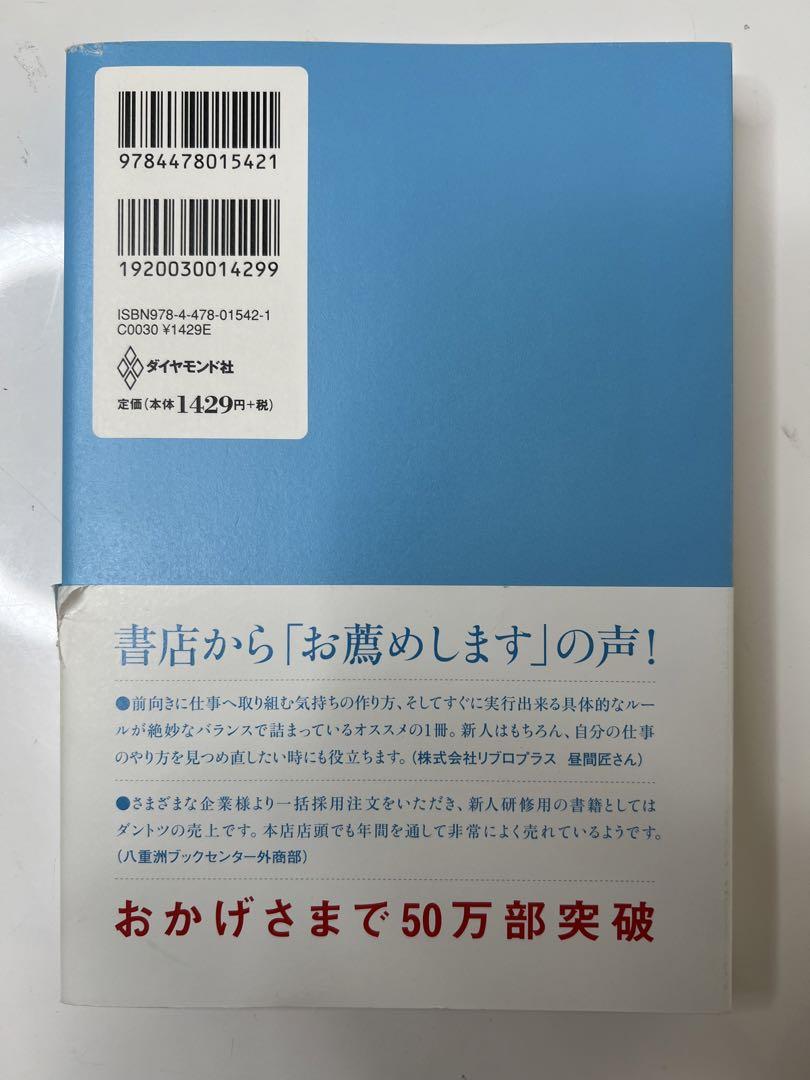 9784478015421
1920030014299
ISBN978-4-478-01542-1
C0030 ¥1429E
ダイヤモンド社
定価(本体1429円+税)
書店から「お薦めします」の声！
●前向きに仕事へ取り組む気持ちの作り方、そしてすぐに実行出来る具体的なルー
ルが絶妙なバランスで詰まっているオススメの1冊。新人はもちろん、自分の仕事
のやり方を見つめ直したい時にも役立ちます。(株式会社リブロプラス 昼間匠さん)
●さまざまな企業様より一括採用注文をいただき、新人研修用の書籍としては
ダントツの売上です。本店店頭でも年間を通して非常によく売れているようです。
(八重洲ブックセンター外商部)
おかげさまで50万部突破